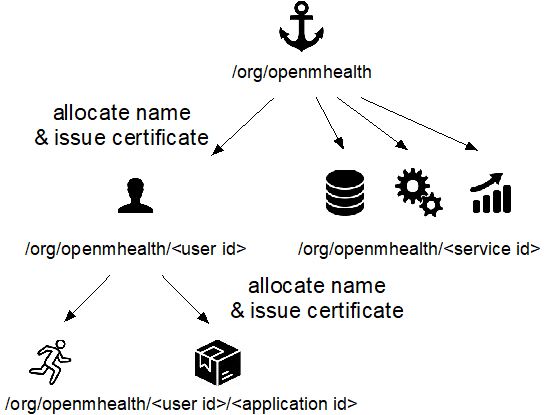 /org/openmhealth
allocate name
& issue certificate
/org/openmhealth/<user id>
/org/openmhealth/<service id>
allocate name
& issue certificate
/org/openmhealth/<user id>/<application id>